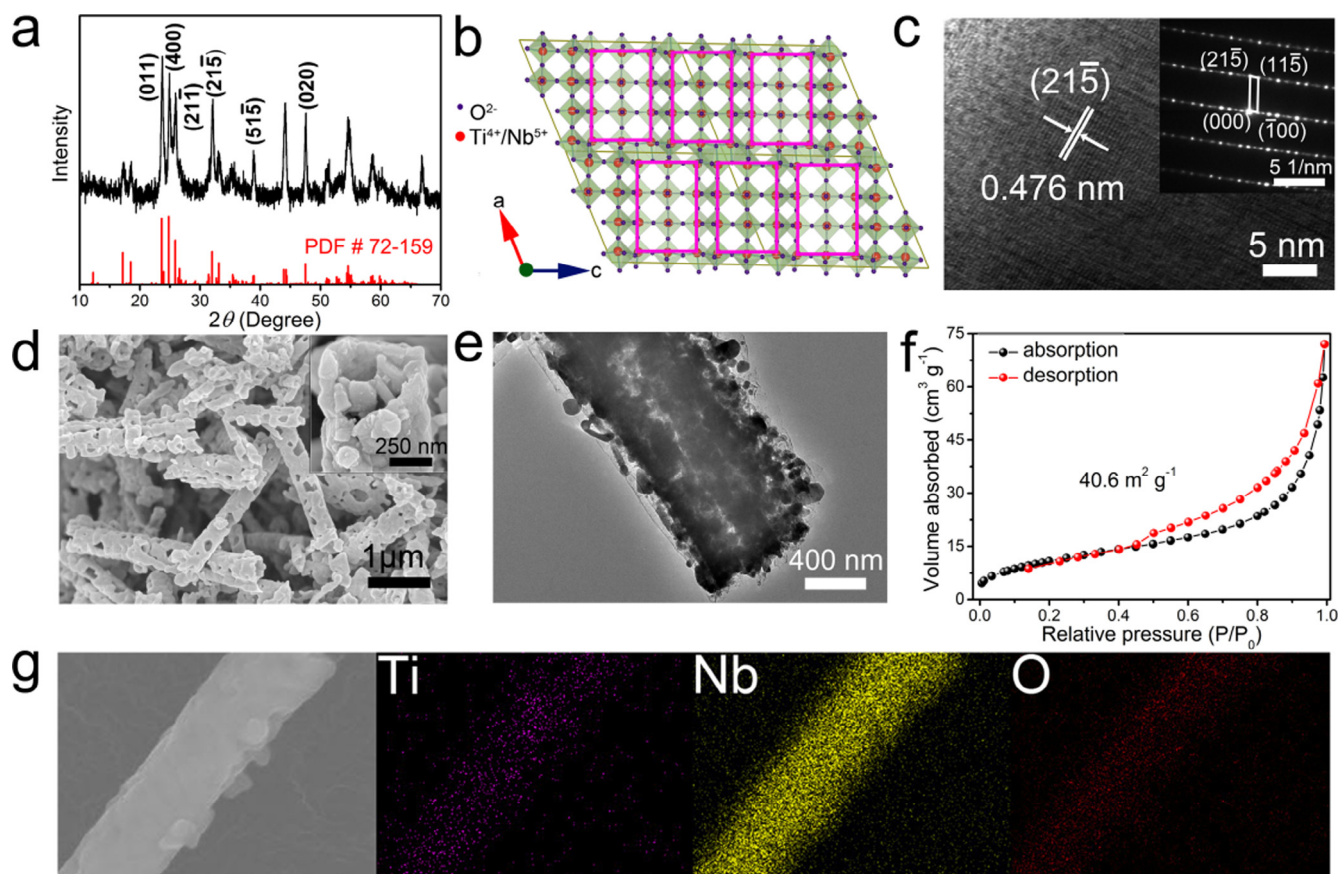 a
Intensity
(011)
(400)
(21̄1)
(215̄)
(515̄)
(020)
PDF # 72-159
10 20 30 40 50 60 70
2θ (Degree)
b
O²⁻
Ti⁴⁺/Nb⁵⁺
a
c
c
(215̄)
0.476 nm
5 nm
(215̄) (115̄)
(000) (1̄00)
5 1/nm
d
250 nm
1μm
e
400 nm
f
Volume absorbed (cm³ g⁻¹)
75
60
45
30
15
0
absorption
desorption
40.6 m² g⁻¹
0.0 0.2 0.4 0.6 0.8 1.0
Relative pressure (P/P₀)
g
Ti
Nb
O